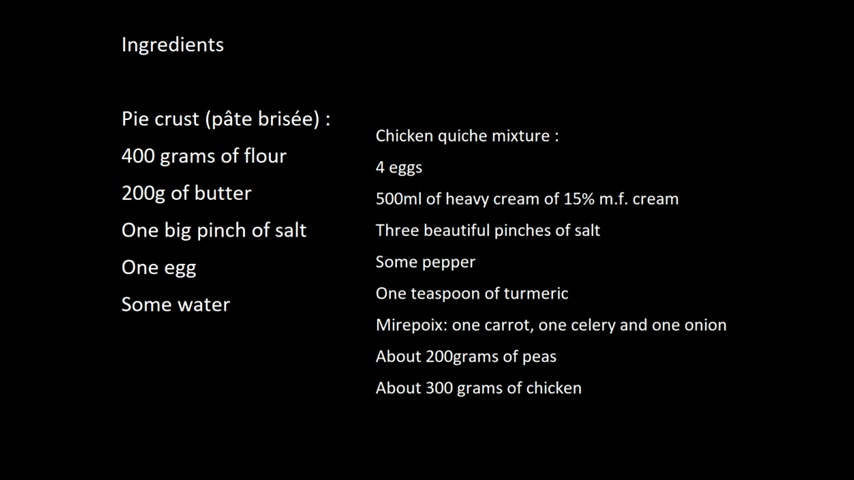 Ingredients
Pie crust (pâte brisée) :
400 grams of flour
200g of butter
One big pinch of salt
One egg
Some water
Chicken quiche mixture :
4 eggs
500ml of heavy cream of 15% m.f. cream
Three beautiful pinches of salt
Some pepper
One teaspoon of turmeric
Mirepoix: one carrot, one celery and one onion
About 200grams of peas
About 300 grams of chicken